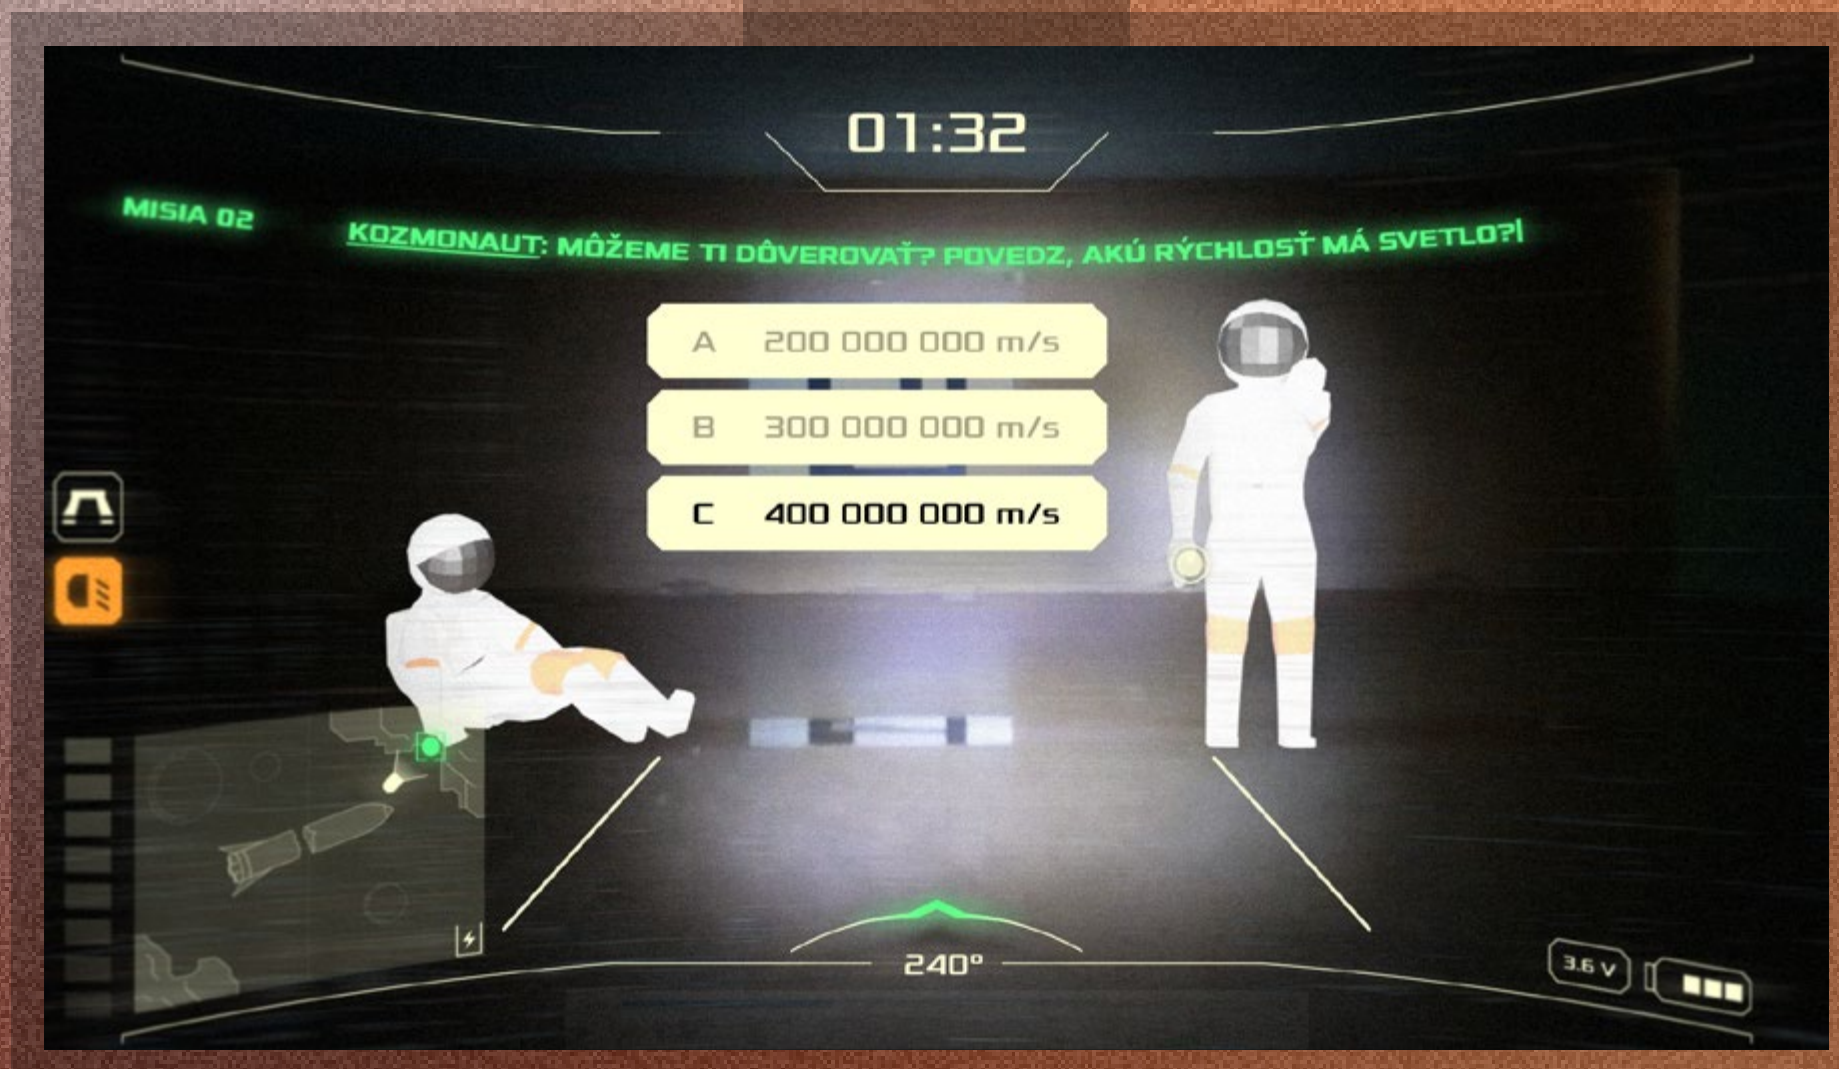 01:32
MISIA 02
KOZMONAUT: MÔŽEME TI DÔVEROVAŤ? POVEDZ, AKÚ RÝCHLOSŤ MÁ SVETLO?
A 200 000 000 m/s
B 300 000 000 m/s
C 400 000 000 m/s
240°
3.6 V